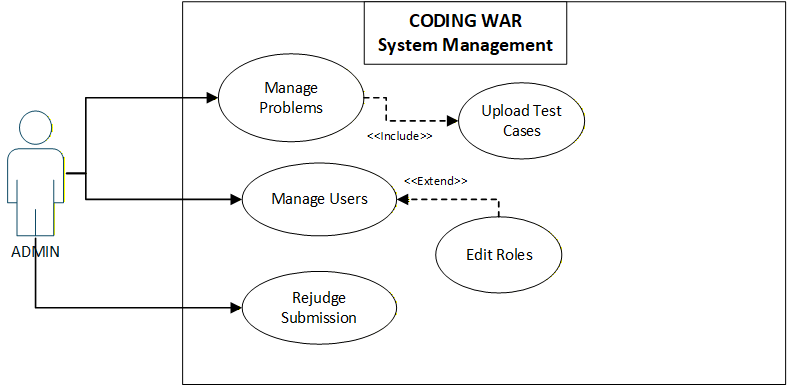 CODING WAR
System Management
Manage
Problems
Upload Test
Cases
<<Include>>
Manage Users
<<Extend>>
ADMIN
Edit Roles
Rejudge
Submission